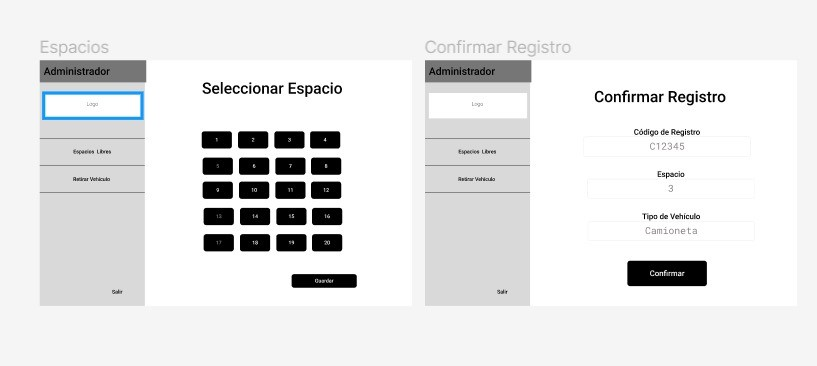 Espacios
Administrador
Logo
Espacios Libres
Retirar Vehículo
Salir
Seleccionar Espacio
1 2 3 4
5 6 7 8
9 10 11 12
13 14 15 16
17 18 19 20
Guardar
Confirmar Registro
Administrador
Logo
Espacios Libres
Retirar Vehículo
Salir
Confirmar Registro
Código de Registro
C12345
Espacio
3
Tipo de Vehículo
Camioneta
Confirmar